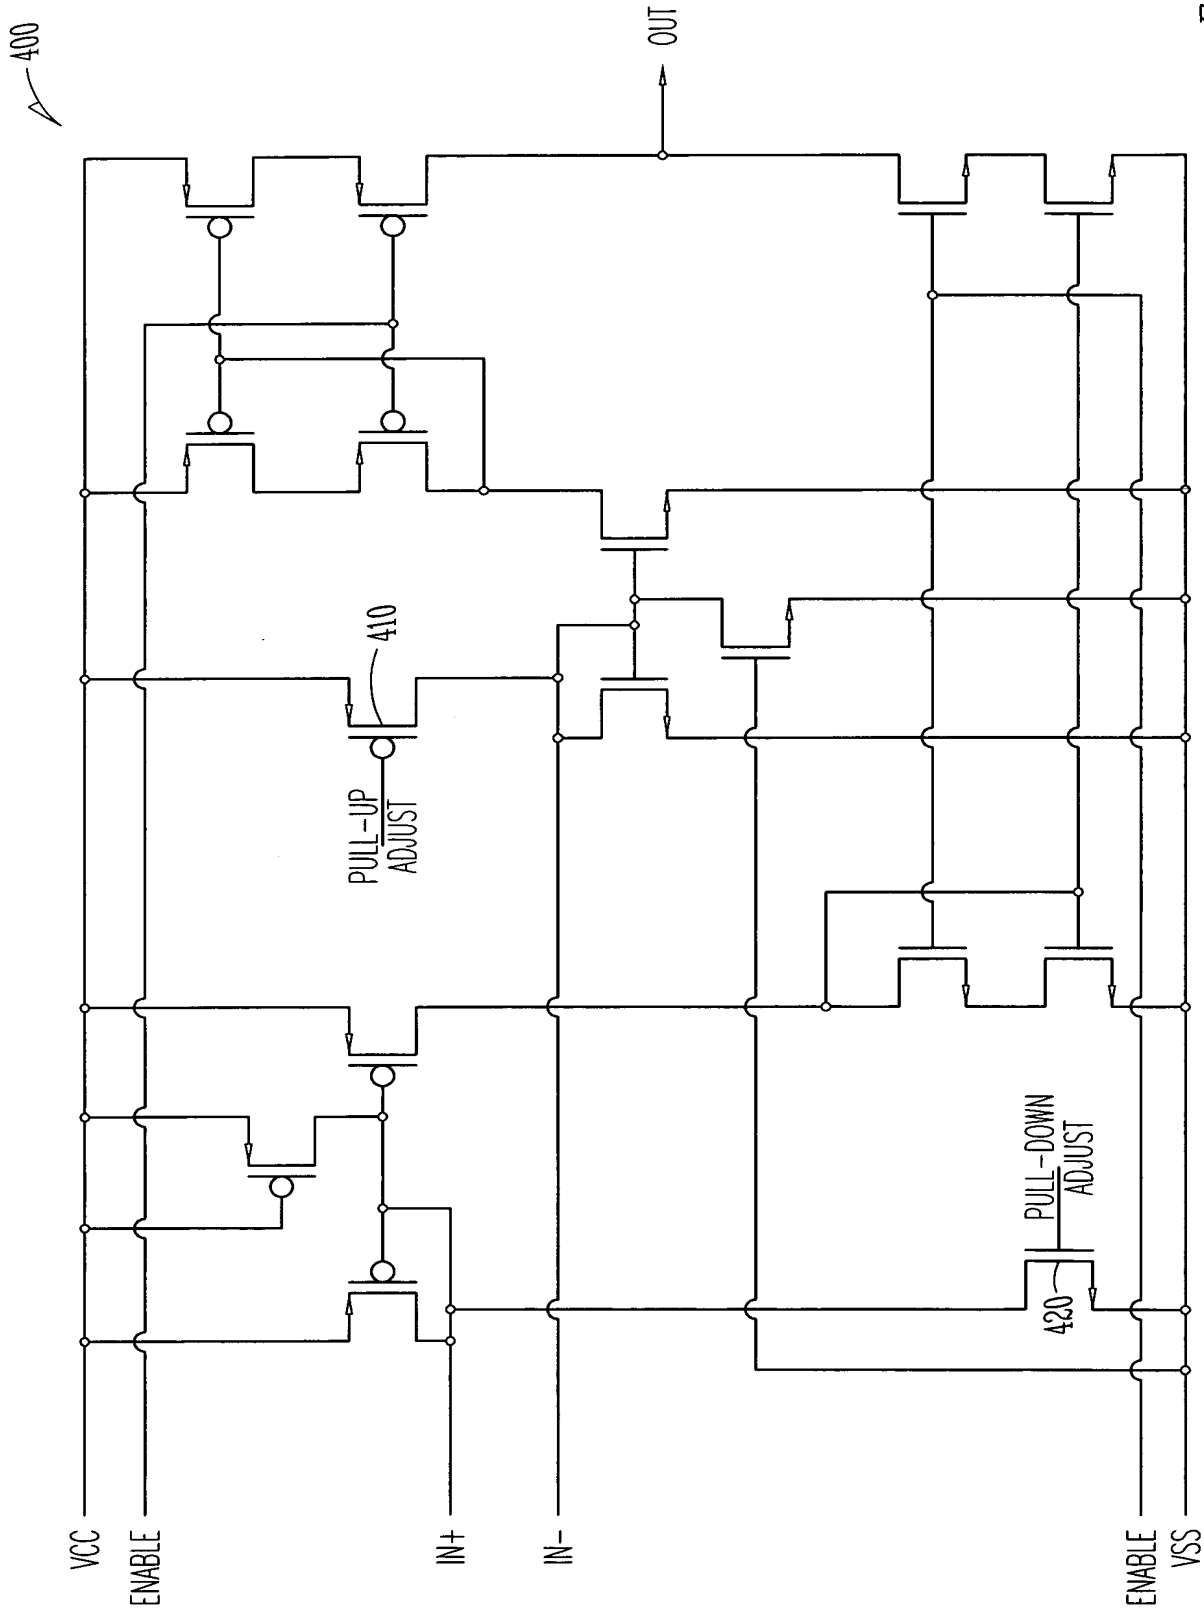 400
VCC
ENABLE
IN+
IN-
ENABLE
VSS
PULL-UP
ADJUST
410
PULL-DOWN
ADJUST
420
OUT